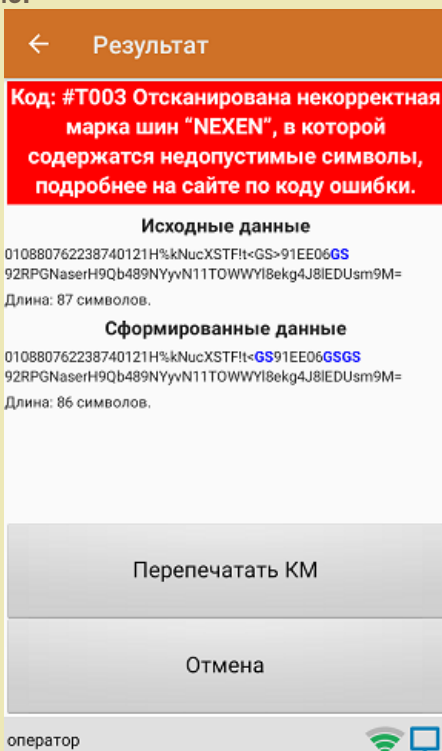 Результат
Код: #T003 Отсканирована некорректная
марка шин “NEXEN”, в которой
содержатся недопустимые символы,
подробнее на сайте по коду ошибки.
Исходные данные
010880762238740121H%kNucXSTF!t<GS>91EE06GS
92RPGNaserH9Qb489NYyvN11TOWWYl8ekg4J8lEDUsm9M=
Длина: 87 символов.
Сформированные данные
010880762238740121H%kNucXSTF!t<GS91EE06GSGS
92RPGNaserH9Qb489NYyvN11TOWWYl8ekg4J8lEDUsm9M=
Длина: 86 символов.
Перепечатать КМ
Отмена
оператор